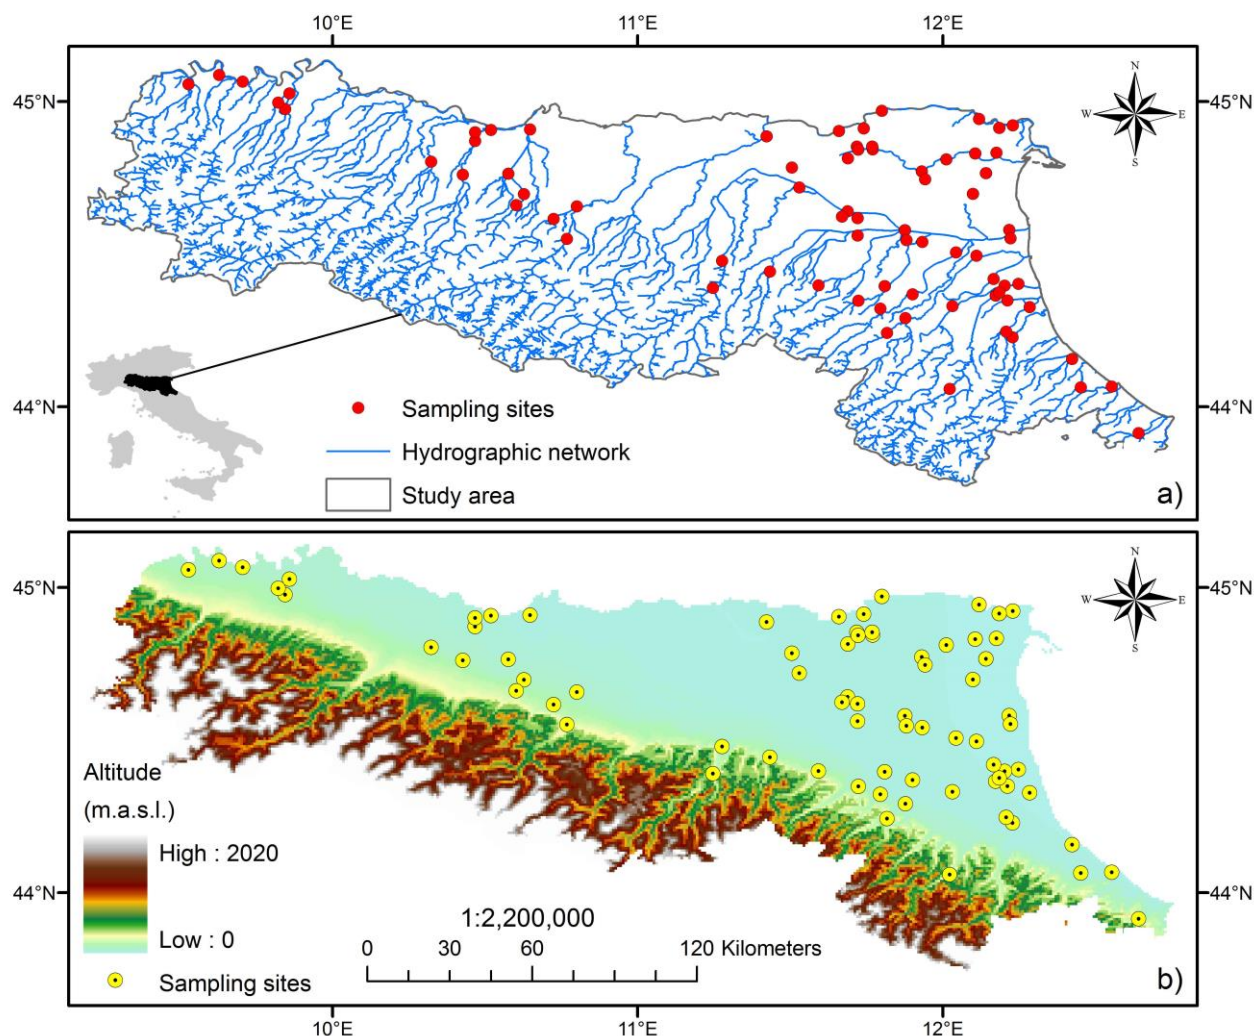 10°E 11°E 12°E
45°N 45°N
N
W E
S
44°N 44°N
Sampling sites
Hydrographic network
Study area
a)
45°N 45°N
N
W E
S
44°N 44°N
Altitude
(m.a.s.l.)
High : 2020
Low : 0
Sampling sites
1:2,200,000
0 30 60 120 Kilometers
b)
10°E 11°E 12°E